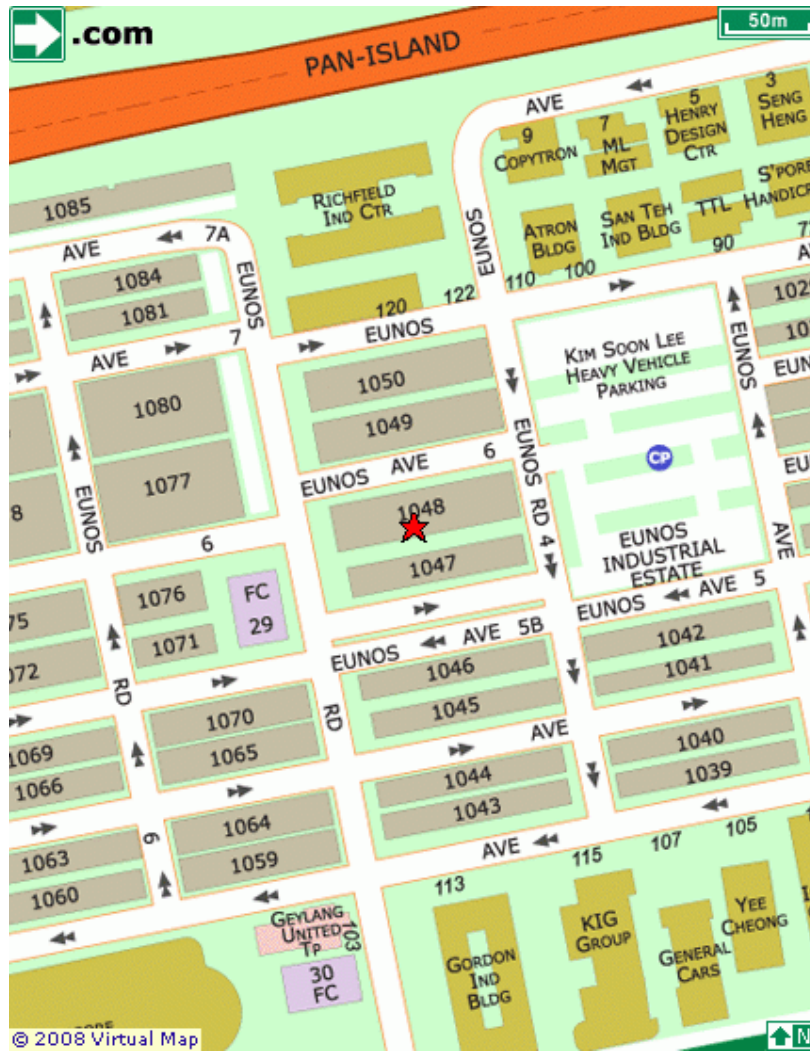 .com
50m
PAN-ISLAND
AVE
3
SENG
HENG
5
HENRY
DESIGN
CTR
7
ML
MGT
9
COPYTRON
1085
RICHFIELD
IND CTR
EUNOS
ATRON
BLDG
SAN TEH
IND BLDG
TTL
S'PORE
HANDICR
AVE
7A
EUNOS
1084
1081
120
122
110
100
90
EUNOS
AVE
7
KIM SOON LEE
HEAVY VEHICLE
PARKING
EUNOS
1050
1049
1080
1077
EUNOS
EUNOS AVE 6
EUNOS RD 4
CP
1048
1047
EUNOS
INDUSTRIAL
ESTATE
AVE
6
1076
1071
FC
29
EUNOS AVE 5
EUNOS AVE 5B
1042
1041
1046
1045
RD
RD
1070
1065
AVE
1040
1039
1069
1066
1044
1043
1064
1059
6
1063
1060
AVE
113
115
107
105
GEYLANG
UNITED
TP
103
30
FC
GORDON
IND
BLDG
KIG
GROUP
GENERAL
CARS
YEE
CHEONG
© 2008 Virtual Map
N